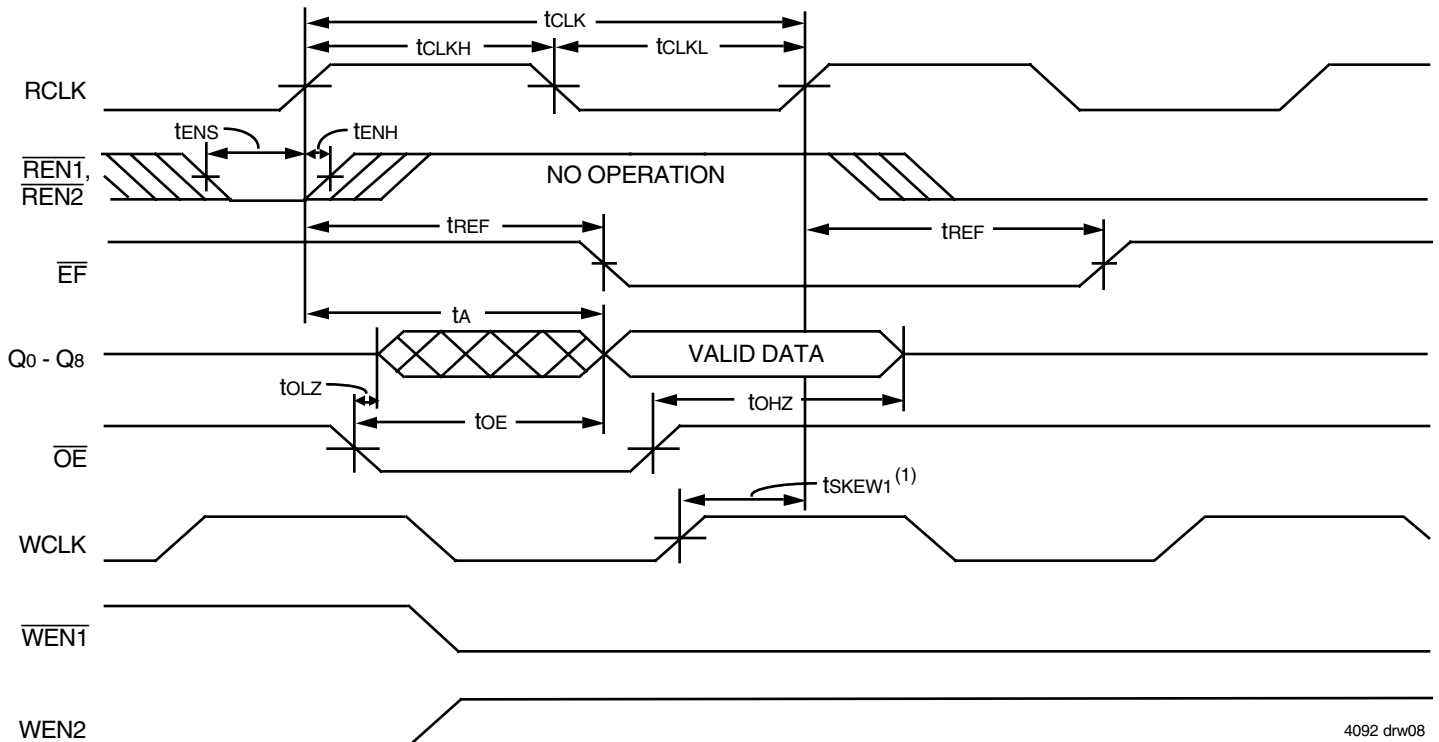 tCLK
tCLKH
tCLKL
RCLK
tENS
tENH
REN1,
REN2
NO OPERATION
tREF
tREF
EF
tA
Q0 - Q8
VALID DATA
tOLZ
tOHZ
tOE
OE
tSKEW1(1)
WCLK
WEN1
WEN2
4092 drw08